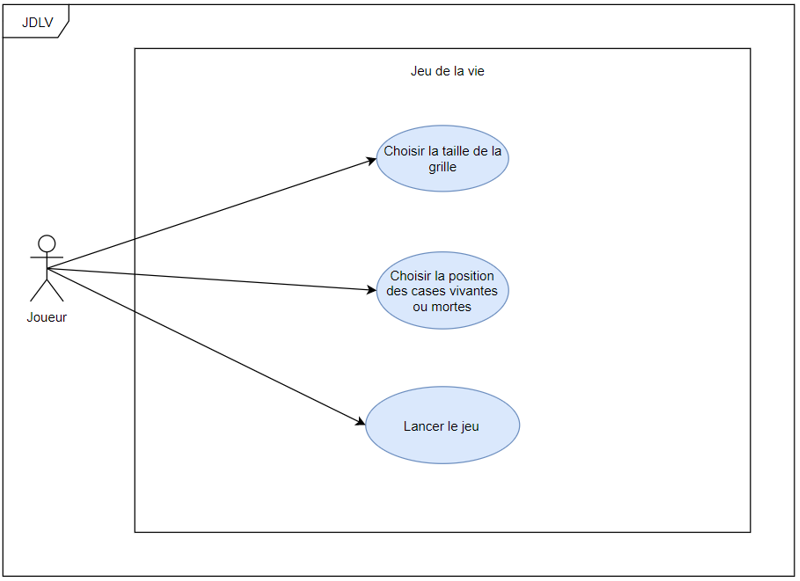 JDLV
Jeu de la vie
Choisir la taille de la
grille
Choisir la position
des cases vivantes
ou mortes
Joueur
Lancer le jeu